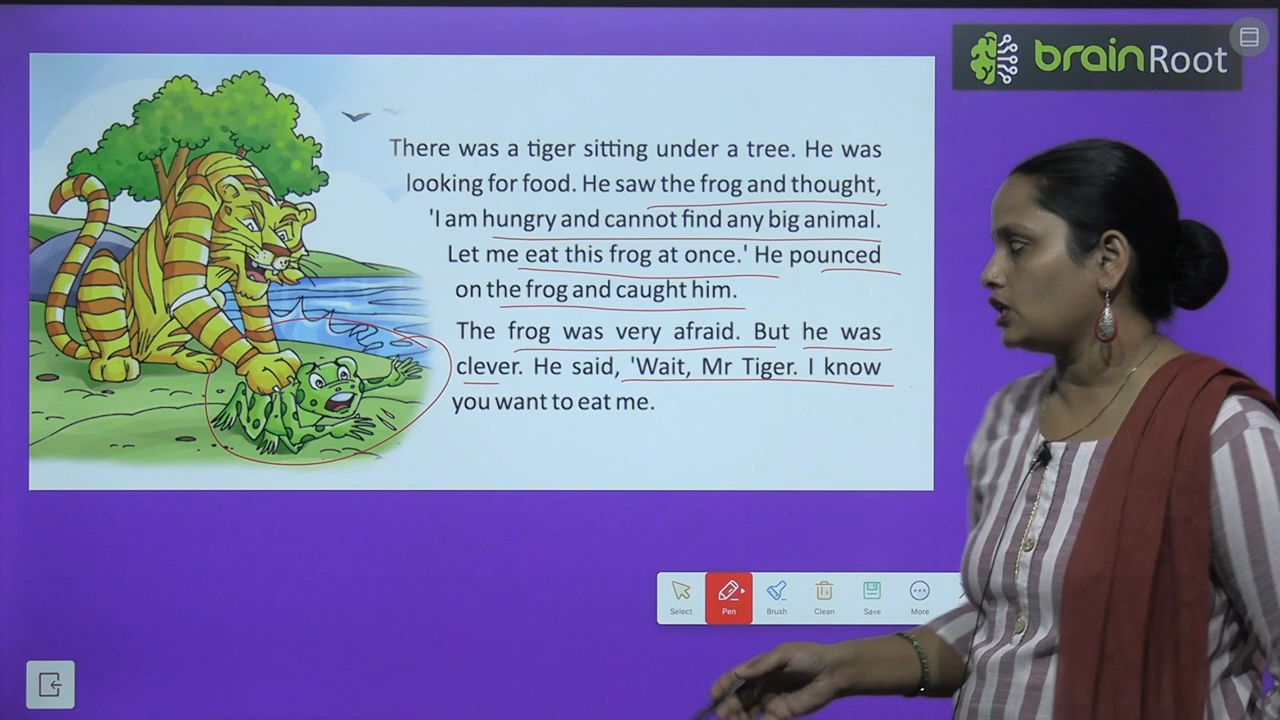 brainRoot
There was a tiger sitting under a tree. He was
looking for food. He saw the frog and thought,
'I am hungry and cannot find any big animal.
Let me eat this frog at once.' He pounced
on the frog and caught him.
The frog was very afraid. But he was
clever. He said, 'Wait, Mr Tiger. I know
you want to eat me.
Select Pen Brush Clean Save More